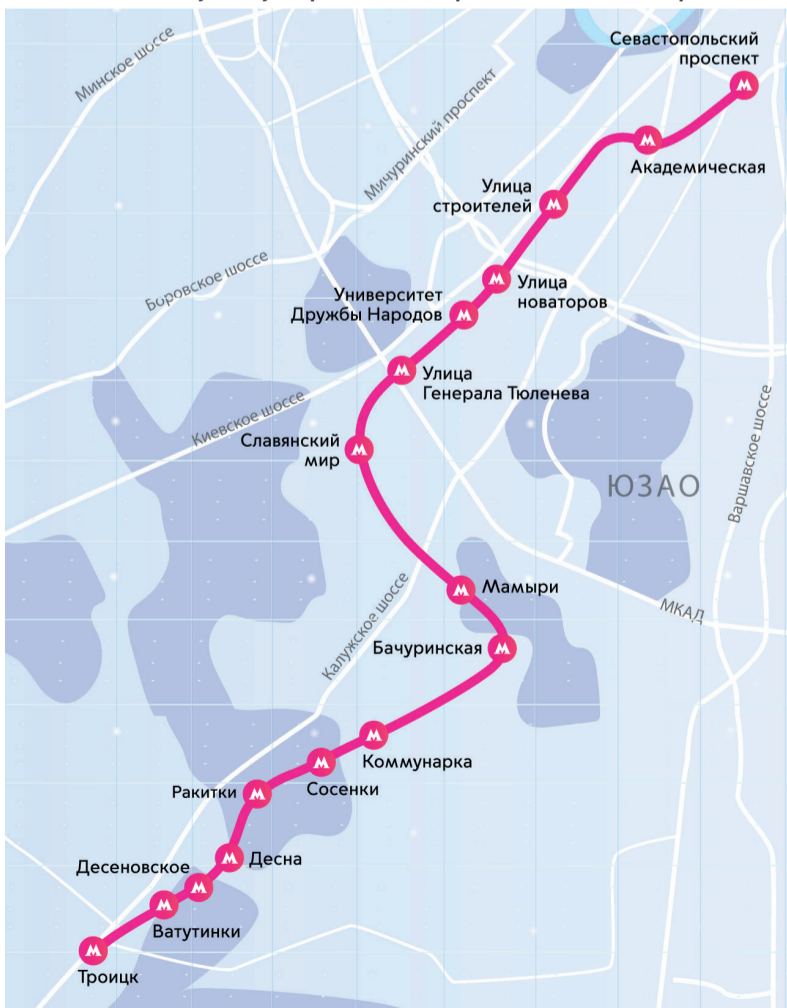 Минское шоссе
Севастопольский
проспект
Мичуринский проспект
Академическая
Улица
строителей
Боровское шоссе
Улица
новаторов
Университет
Дружбы Народов
Улица
Генерала Тюленева
Киевское шоссе
Славянский
мир
Варшавское шоссе
ЮЗАО
Мамыри
МКАД
Калужское шоссе
Бачуринская
Коммунарка
Сосенки
Ракитки
Десна
Десеновское
Ватутинки
Троицк